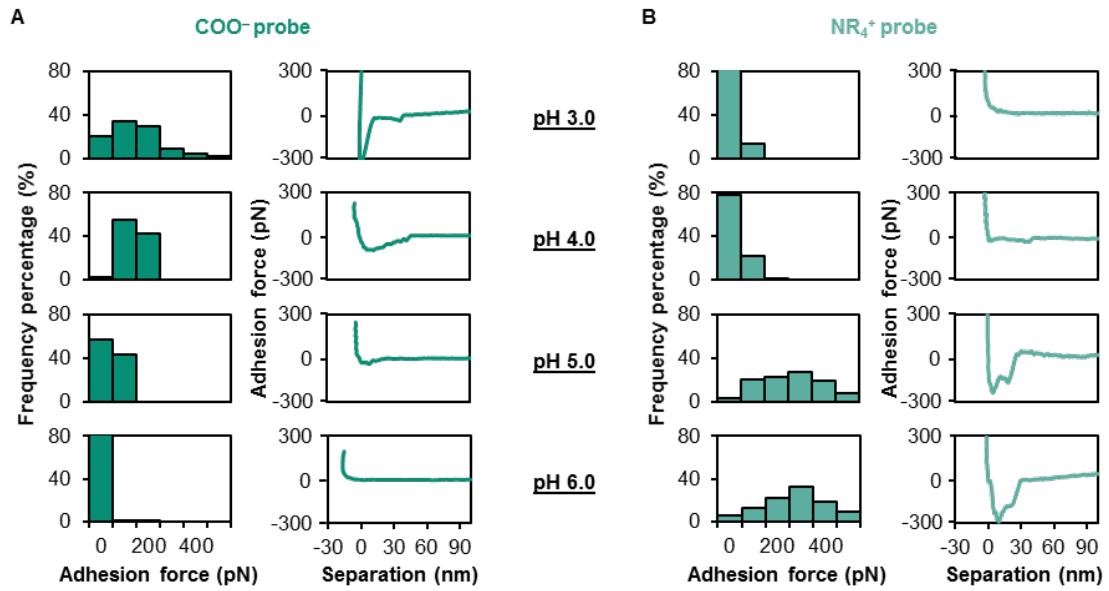 A
COO⁻ probe
B
NR₄⁺ probe
Frequency percentage (%)
80
40
0
300
0
-300
pH 3.0
80
40
0
300
0
-300
80
40
0
300
0
-300
pH 4.0
80
40
0
300
0
-300
80
40
0
300
0
-300
pH 5.0
80
40
0
300
0
-300
80
40
0
300
0
-300
pH 6.0
80
40
0
300
0
-300
Adhesion force (pN)
Frequency percentage (%)
Adhesion force (pN)
0 200 400
-30 0 30 60 90
0 200 400
-30 0 30 60 90
Adhesion force (pN)
Separation (nm)
Adhesion force (pN)
Separation (nm)